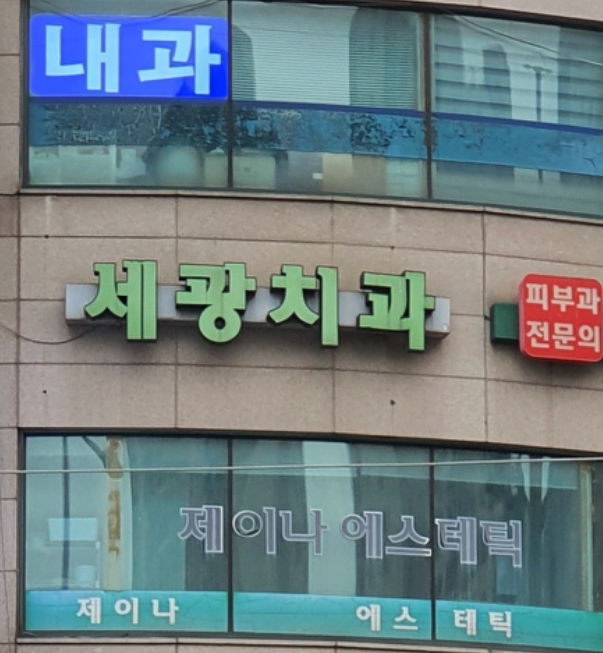 내과
세광치과
피부과
전문의
제이나 에스테틱
제이나 에스 테틱